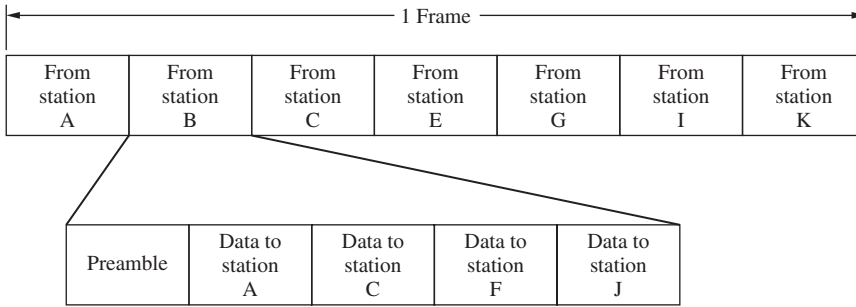 1 Frame
From station A
From station B
From station C
From station E
From station G
From station I
From station K
Preamble
Data to station A
Data to station C
Data to station F
Data to station J